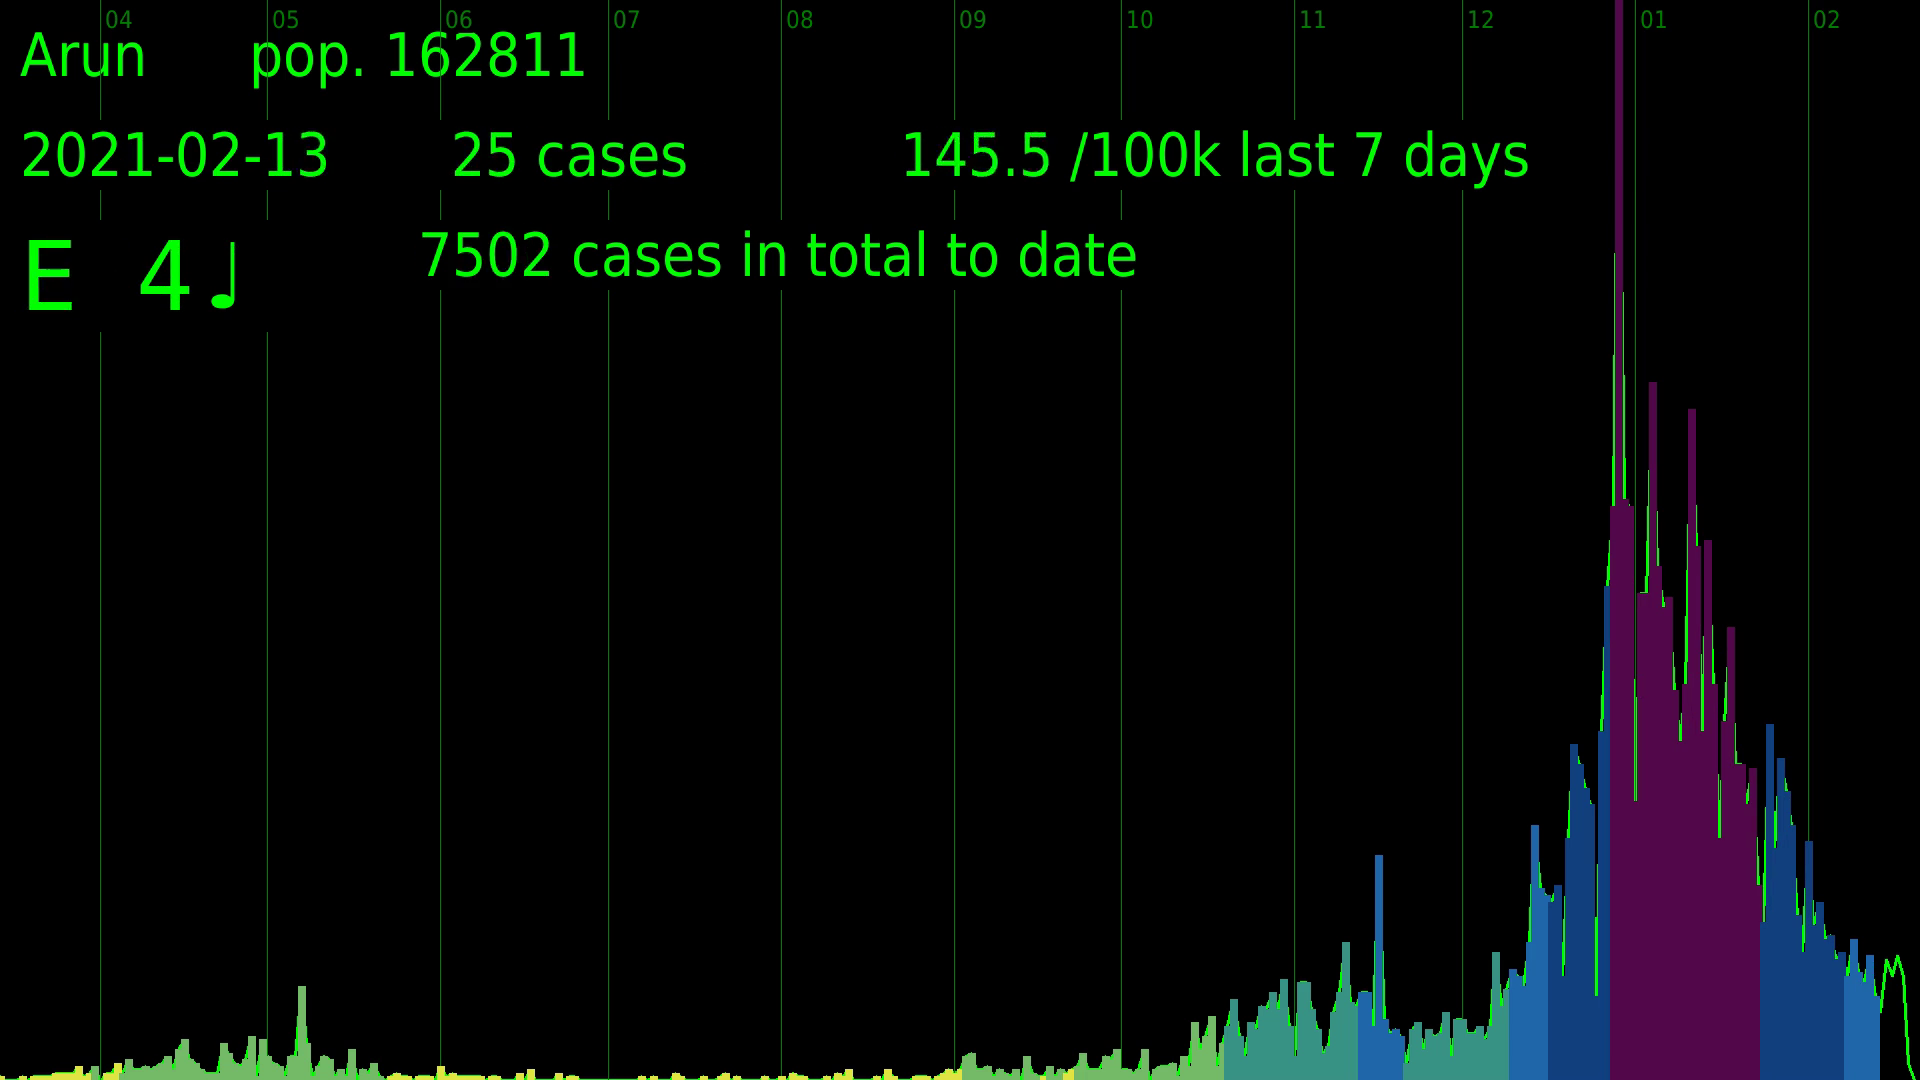 04 05 06 07 08 09 10 11 12 01 02
Arun pop. 162811
2021-02-13 25 cases 145.5 /100k last 7 days
E 4♩ 7502 cases in total to date